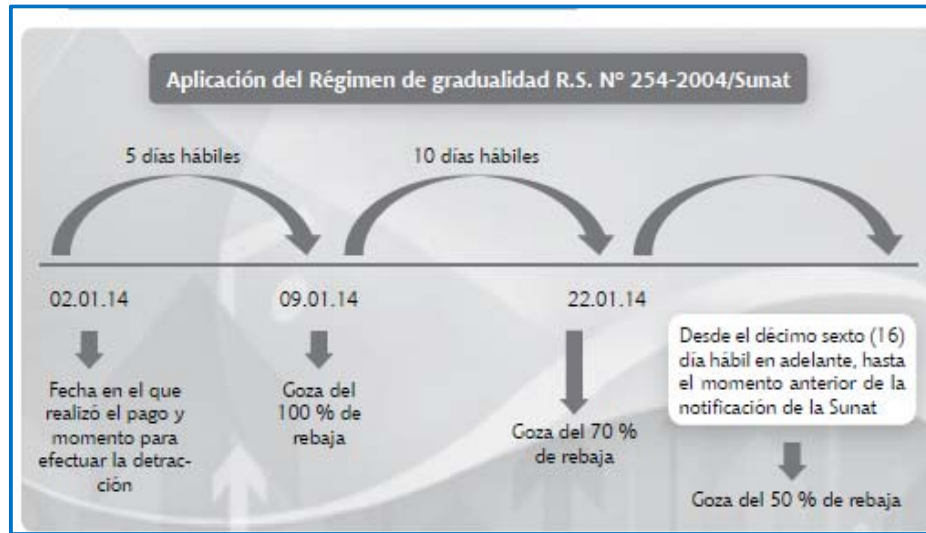 Aplicación del Régimen de gradualidad R.S. N° 254-2004/Sunat
5 días hábiles
10 días hábiles
02.01.14
09.01.14
22.01.14
Fecha en el que
realizó el pago y
momento para
efectuar la detrac-
ción
Goza del
100 % de
rebaja
Goza del 70 %
de rebaja
Desde el décimo sexto (16)
día hábil en adelante, hasta
el momento anterior de la
notificación de la Sunat
Goza del 50 % de rebaja